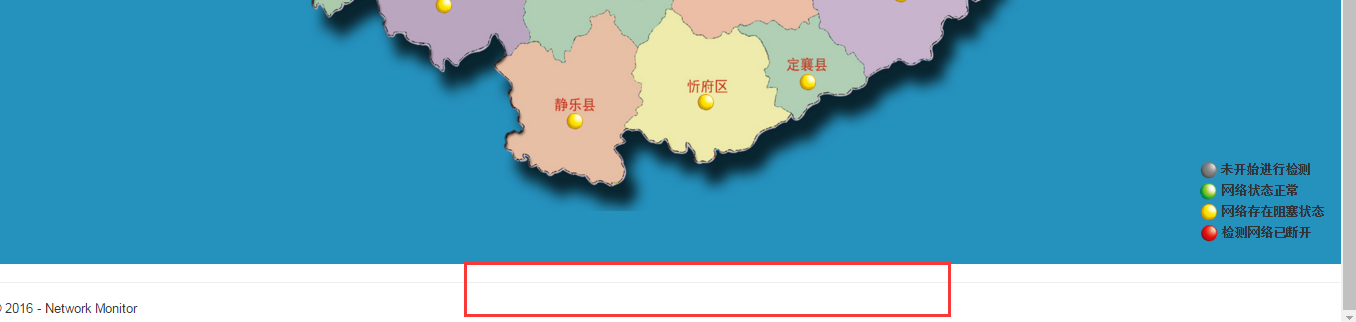 定襄县
忻府区
静乐县
未开始进行检测
网络状态正常
网络存在阻塞状态
检测网络已断开
© 2016 - Network Monitor